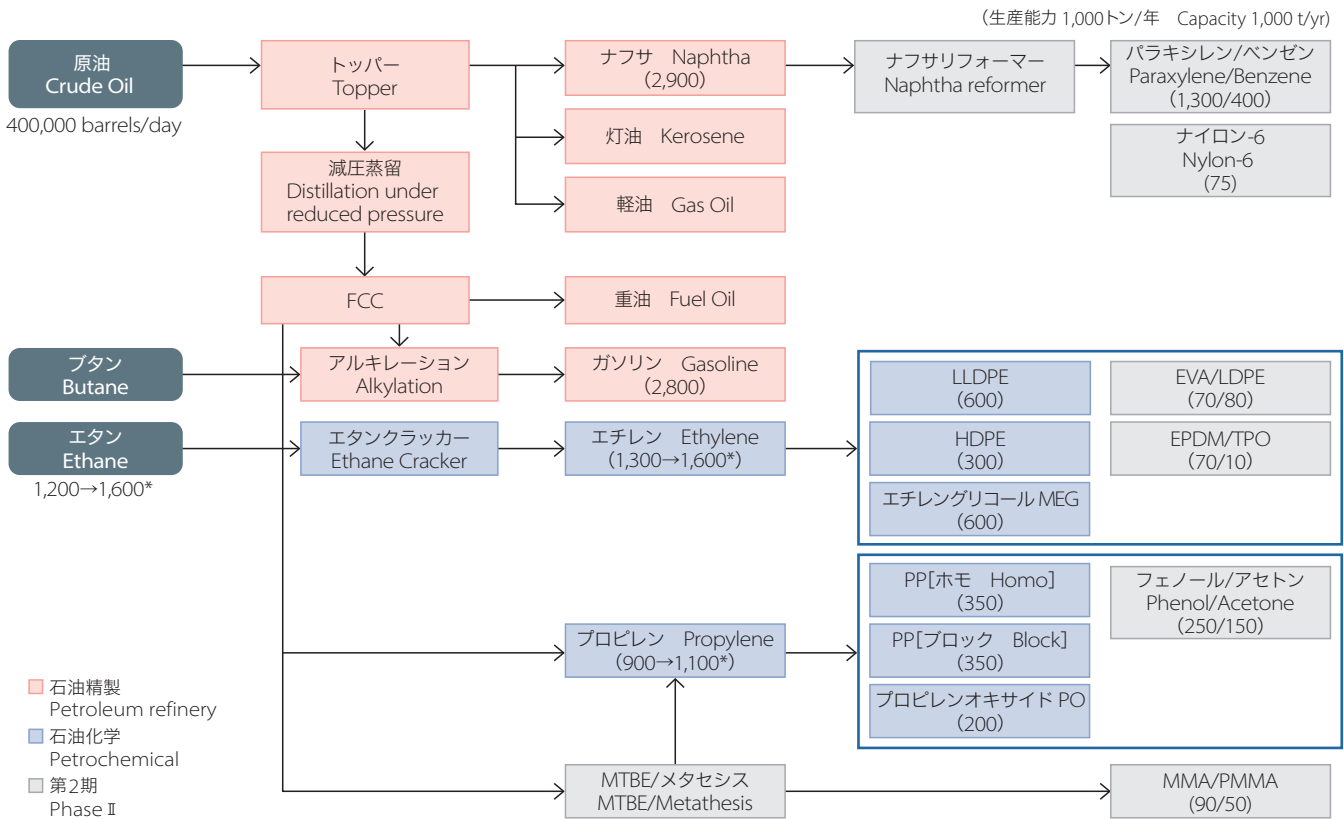 (生産能力 1,000トン/年　Capacity 1,000 t/yr)
原油
Crude Oil
400,000 barrels/day
トッパー
Topper
ナフサ　Naphtha
(2,900)
ナフサリフォーマー
Naphtha reformer
パラキシレン/ベンゼン
Paraxylene/Benzene
(1,300/400)
灯油　Kerosene
ナイロン-6
Nylon-6
(75)
減圧蒸留
Distillation under
reduced pressure
軽油　Gas Oil
FCC
重油　Fuel Oil
ブタン
Butane
アルキレーション
Alkylation
ガソリン　Gasoline
(2,800)
エタン
Ethane
1,200→1,600*
エタンクラッカー
Ethane Cracker
エチレン　Ethylene
(1,300→1,600*)
LLDPE
(600)
EVA/LDPE
(70/80)
HDPE
(300)
EPDM/TPO
(70/10)
エチレングリコール MEG
(600)
プロピレン　Propylene
(900→1,100*)
PP[ホモ　Homo]
(350)
フェノール/アセトン
Phenol/Acetone
(250/150)
PP[ブロック　Block]
(350)
プロピレンオキサイド PO
(200)
MTBE/メタセシス
MTBE/Metathesis
MMA/PMMA
(90/50)
石油精製
Petroleum refinery
石油化学
Petrochemical
第2期
Phase Ⅱ